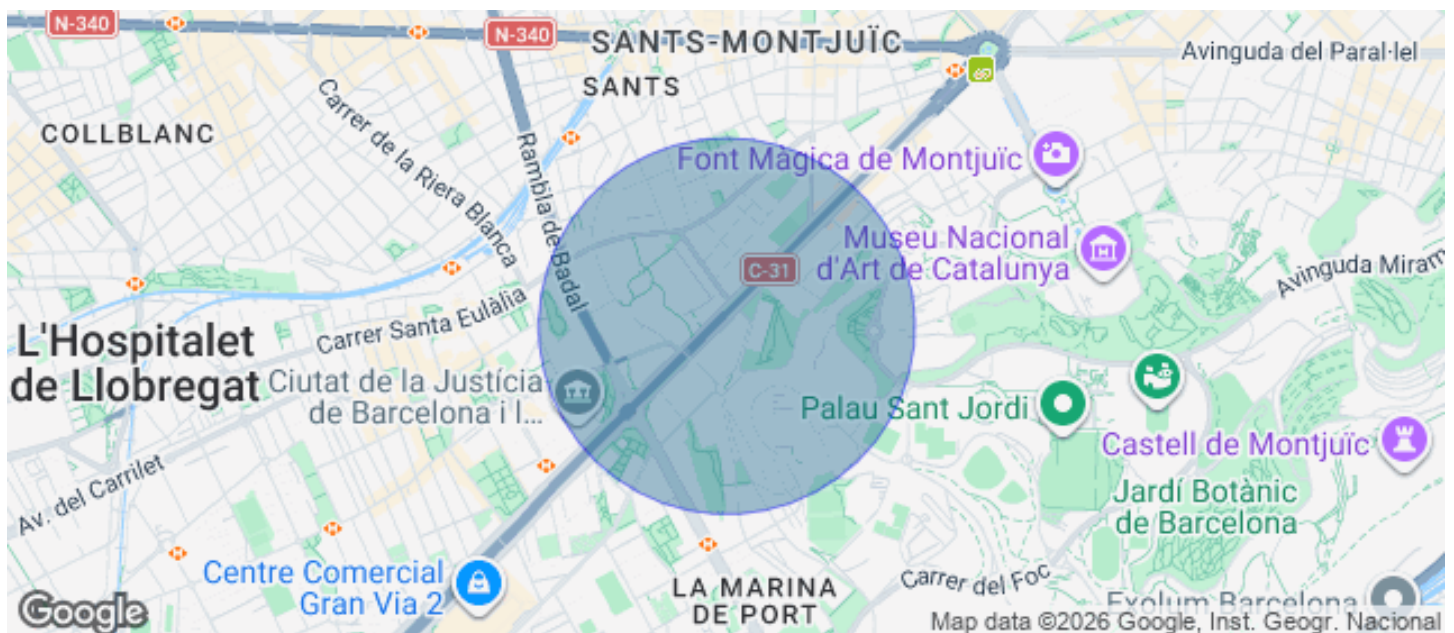 N-340
N-340
SANTS-MONTJUÏC
Avinguda del Paral·lel
SANTS
COLLBLANC
Carrer de la Riera Blanca
Rambla de Badal
Font Màgica de Montjuïc
Museu Nacional
d'Art de Catalunya
C-31
Avinguda Miram
Carrer Santa Eulàlia
L'Hospitalet
de Llobregat
Ciutat de la Justícia
de Barcelona i l...
Palau Sant Jordi
Castell de Montjuïc
Av. del Carrilet
Jardí Botànic
de Barcelona
Centre Comercial
Gran Via 2
LA MARINA
DE PORT
Carrer del Foc
Exolum Barcelona
Google
Map data ©2026 Google, Inst. Geogr. Nacional